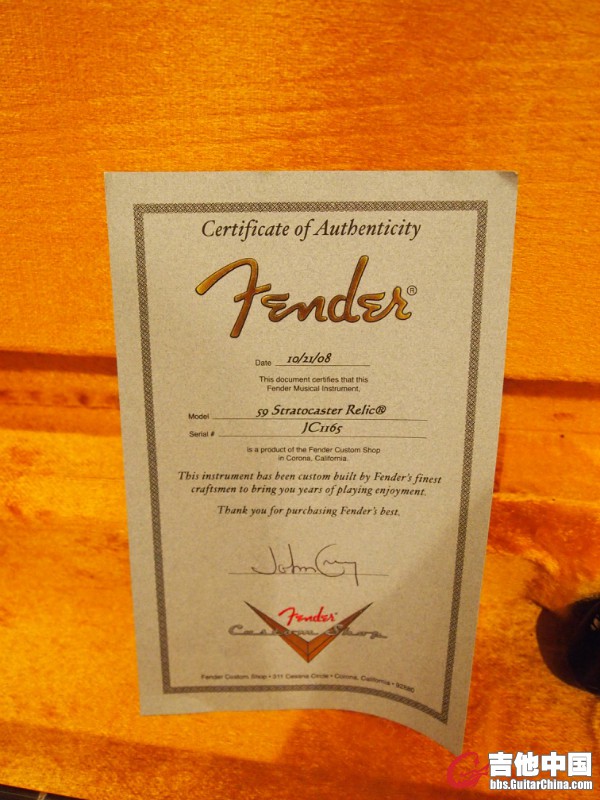 Certificate of Authenticity
Fender®
Date 10/21/08
This document certifies that this
Fender Musical Instrument.
Model 59 Stratocaster Relic®
Serial # JC1165
is a product of the Fender Custom Shop
in Corona, California.
This instrument has been custom built by Fender's finest
craftsmen to bring you years of playing enjoyment.
Thank you for purchasing Fender's best.
John Cruz
Fender®
Custom Shop
Fender Custom Shop • 311 Cessna Circle • Corona, California •
吉他中国
bbs.GuitarChina.com